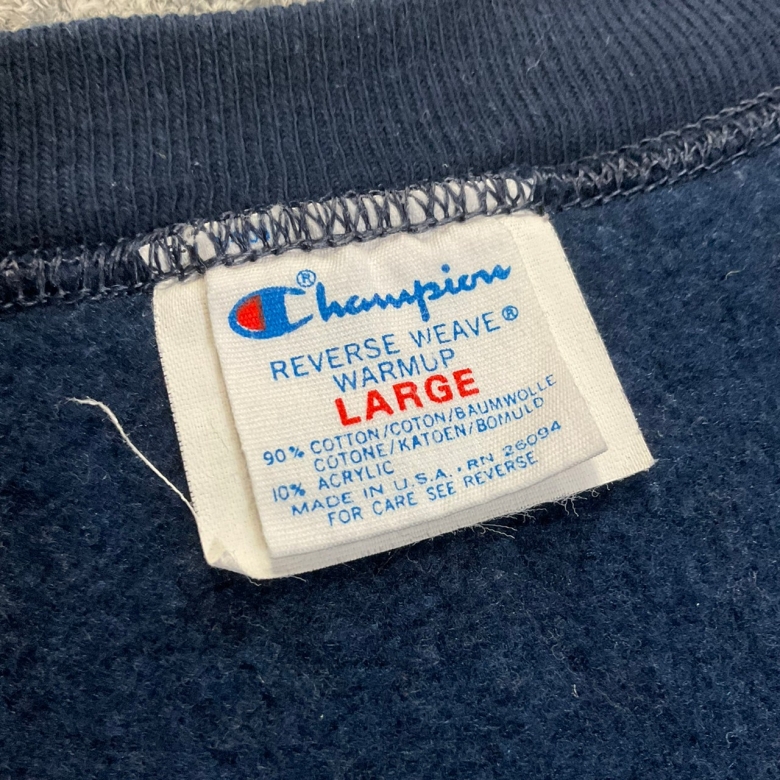 Champion®
REVERSE WEAVE®
WARMUP
LARGE
90% COTTON/COTON/BAUMWOLLE
COTONE/KATOEN/BOMULD
10% ACRYLIC
MADE IN U.S.A. • RN 26094
FOR CARE SEE REVERSE